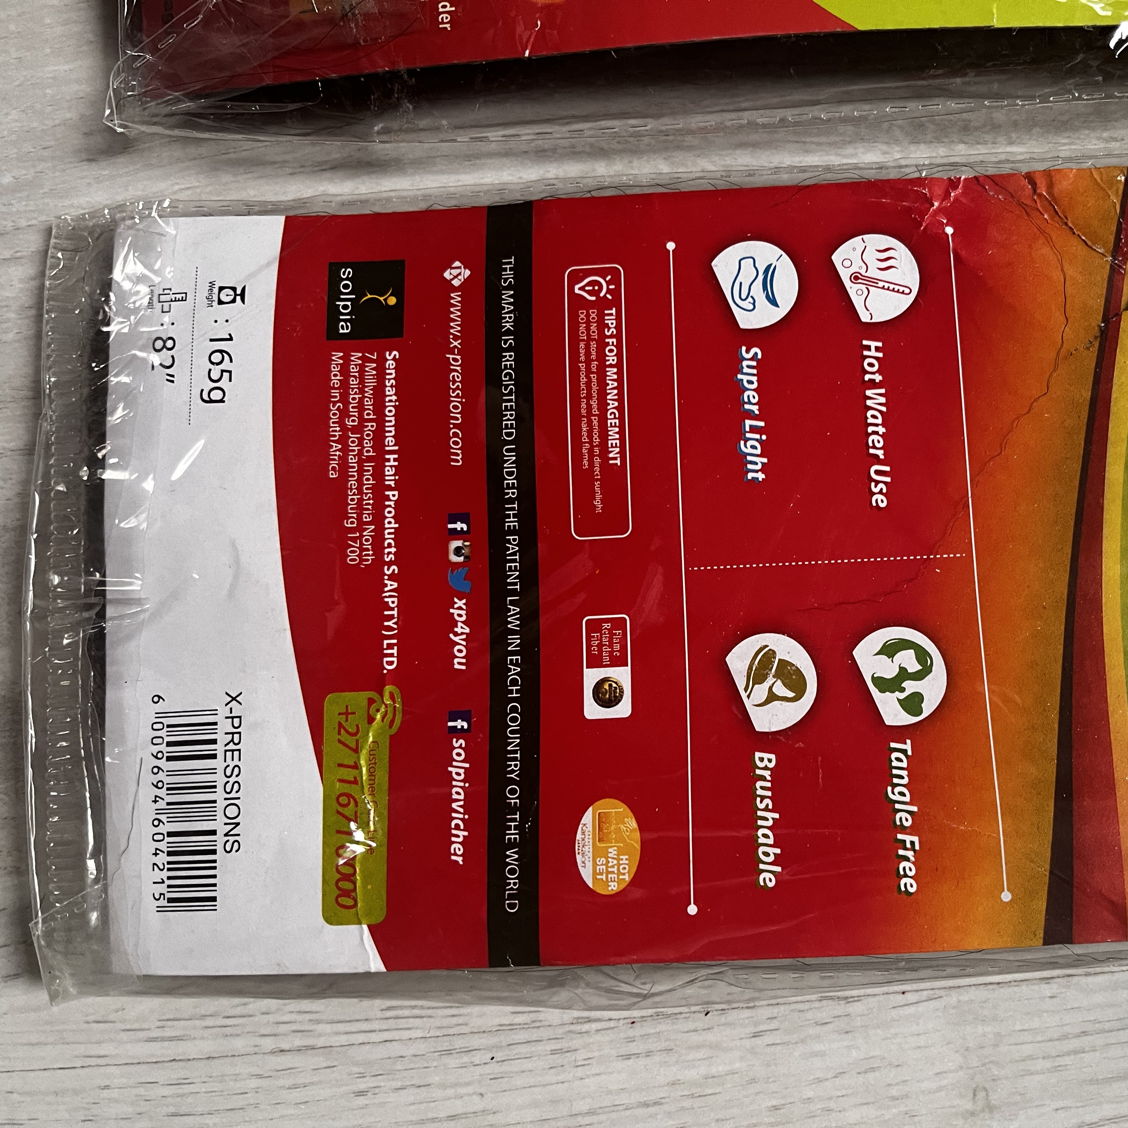 der
Hot Water Use
Tangle Free
Super Light
Brushable
TIPS FOR MANAGEMENT
DO NOT store for prolonged periods in direct sunlight
DO NOT leave products near naked flames
Flame
Retardant
Fiber
HOT
WATER
SET
THIS MARK IS REGISTERED, UNDER THE PATENT LAW IN EACH COUNTRY OF THE WORLD
www.x-pression.com
xp4you
solpiavicher
solpia
Sensationnel Hair Products S.A(PTY) LTD.
7 Millward Road, Industria North,
Maraisburg, Johannesburg 1700
Made in South Africa
Customer
+27 11 671
000
: 165g
Weight
: 82"
X-PRESSIONS
6 009694 604215